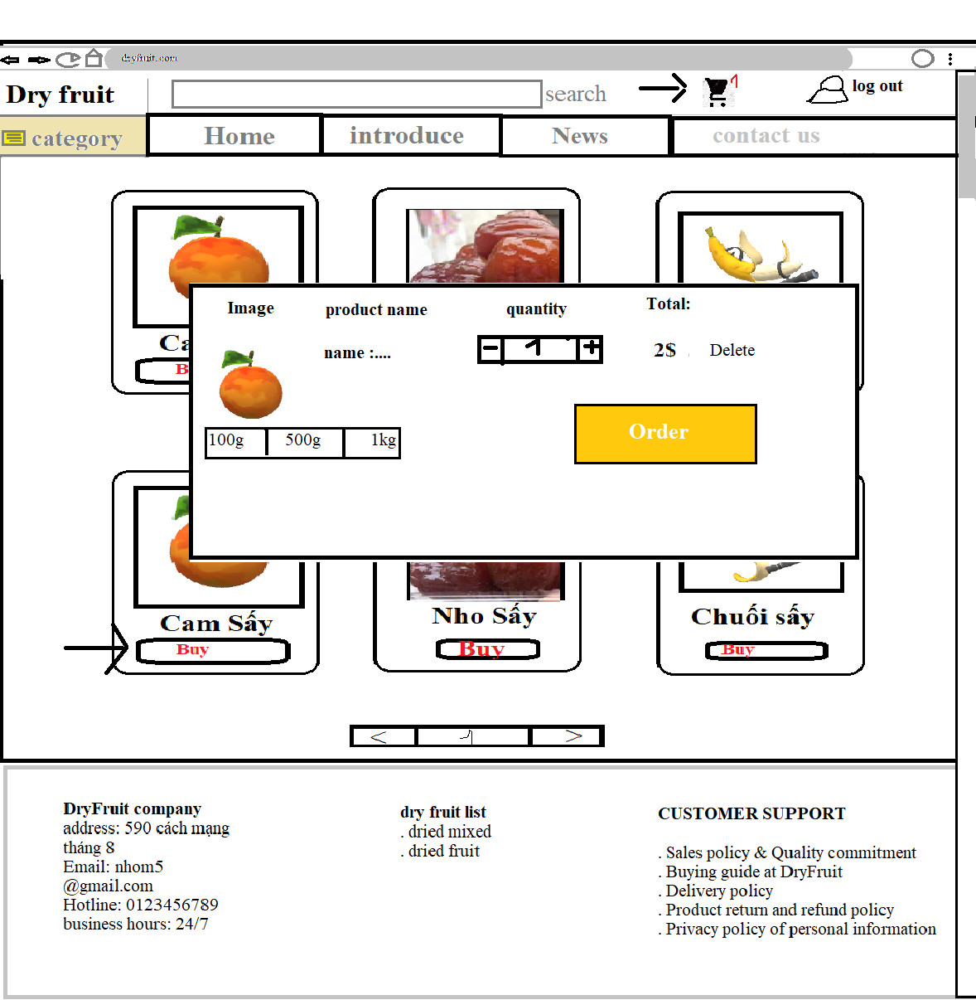 dryfruit.com
Dry fruit
search
1
log out
category
Home
introduce
News
contact us
Ca
B
Image
product name
quantity
Total:
name :....
- 1 +
2$
Delete
100g
500g
1kg
Order
Cam Sấy
Nho Sấy
Chuối sấy
Buy
Buy
Buy
<
1
>
DryFruit company
address: 590 cách mạng
tháng 8
Email: nhom5
@gmail.com
Hotline: 0123456789
business hours: 24/7
dry fruit list
. dried mixed
. dried fruit
CUSTOMER SUPPORT
. Sales policy & Quality commitment
. Buying guide at DryFruit
. Delivery policy
. Product return and refund policy
. Privacy policy of personal information